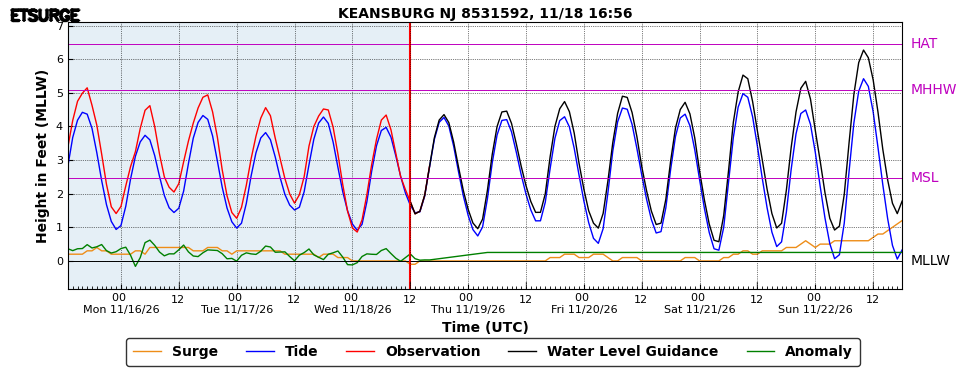 ETSURGE
KEANSBURG NJ 8531592, 11/18 16:56
Height in Feet (MLLW)
7
6
5
4
3
2
1
0
HAT
MHHW
MSL
MLLW
00 12 00 12 00 12 00 12 00 12 00 12 00 12
Mon 11/16/26 Tue 11/17/26 Wed 11/18/26 Thu 11/19/26 Fri 11/20/26 Sat 11/21/26 Sun 11/22/26
Time (UTC)
Surge Tide Observation Water Level Guidance Anomaly